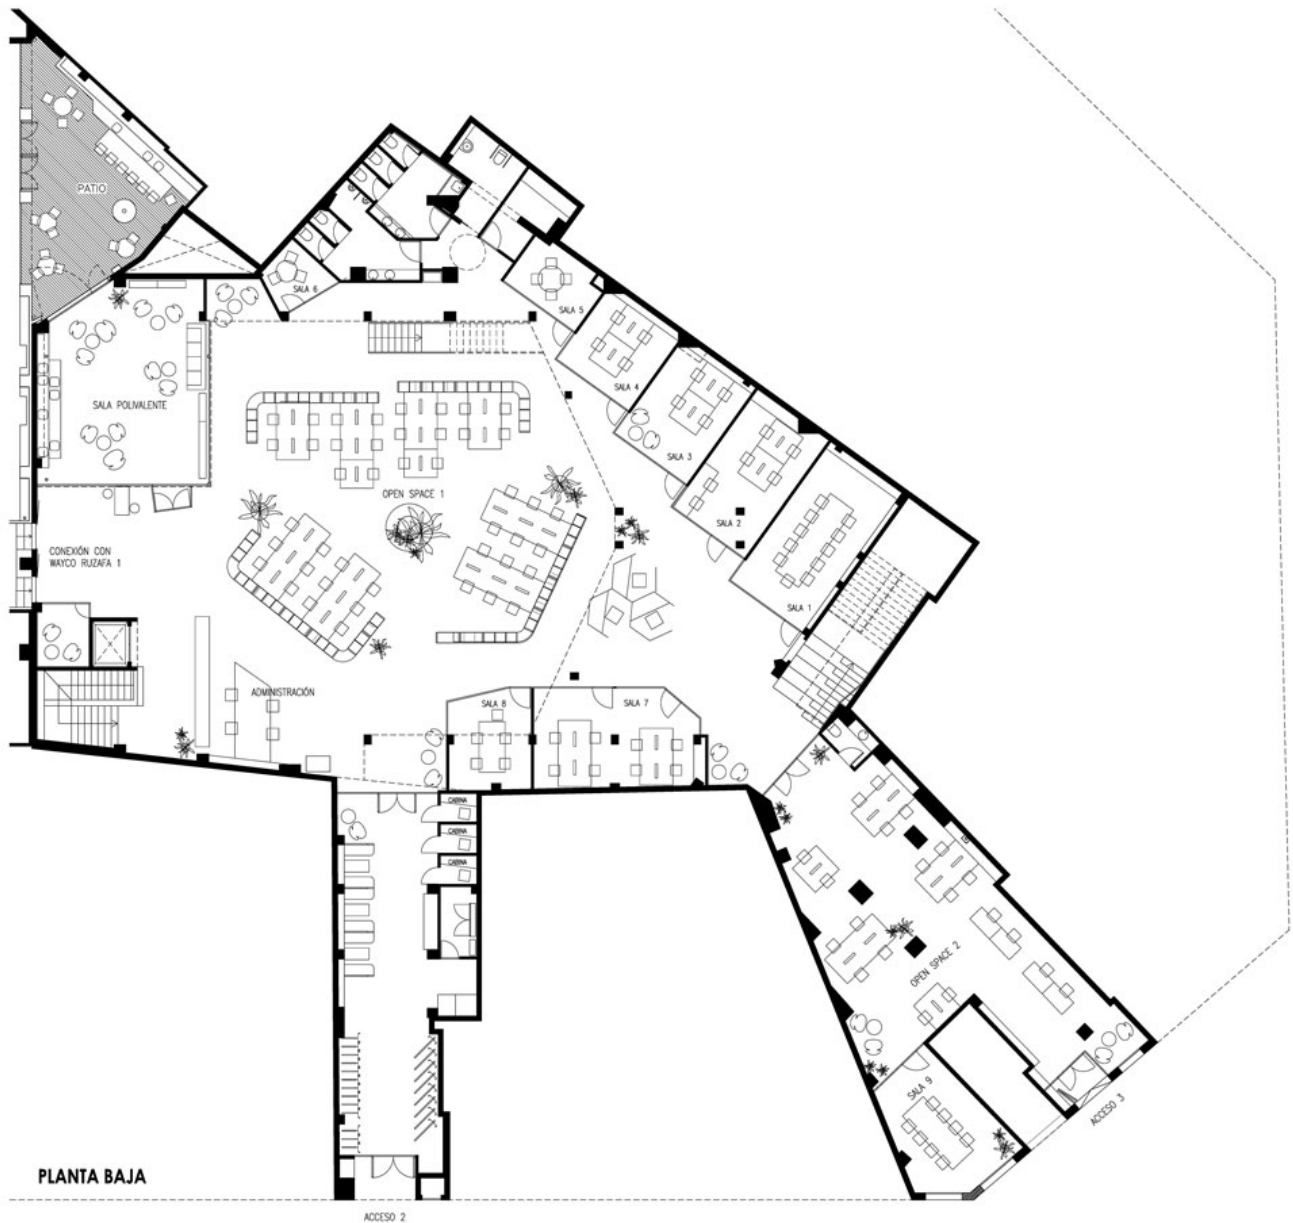 PATIO
SALA 6
SALA 5
SALA 4
SALA POLIVALENTE
SALA 3
OPEN SPACE 1
SALA 2
CONEXIÓN CON
WAYCO RUZAFA 1
SALA 1
ADMINISTRACIÓN
SALA 8
SALA 7
CABINA
CABINA
CABINA
OPEN SPACE 2
SALA 9
ACCESO 3
PLANTA BAJA
ACCESO 2